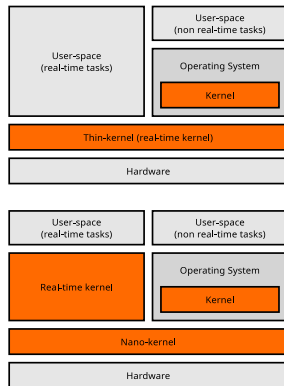 User-space
(real-time tasks)
User-space
(non real-time tasks)
Operating System
Kernel
Thin-kernel (real-time kernel)
Hardware
User-space
(real-time tasks)
User-space
(non real-time tasks)
Real-time kernel
Operating System
Kernel
Nano-kernel
Hardware